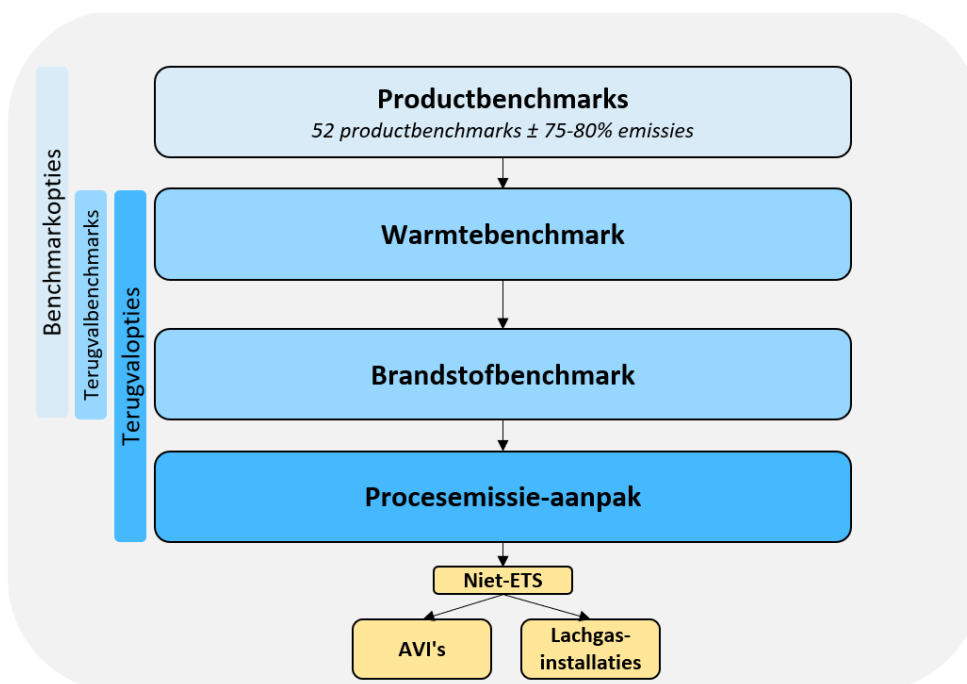 Benchmarkopties
Terugvalbenchmarks
Terugvalopties
Productbenchmarks
52 productbenchmarks ± 75-80% emissies
Warmtebenchmark
Brandstofbenchmark
Procesemissie-aanpak
Niet-ETS
AVI's
Lachgas-
installaties